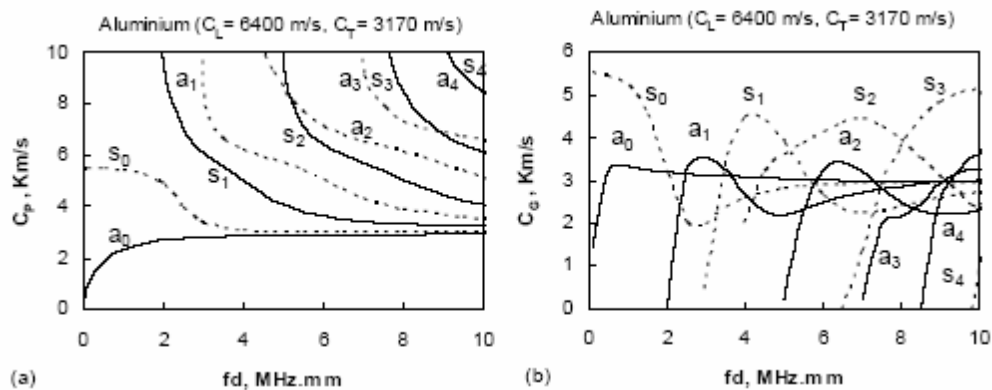 Aluminium (C_L= 6400 m/s, C_T= 3170 m/s)
C_P, Km/s
10
8
6
4
2
0
a_1
a_3
s_3
a_4
s_4
s_0
s_2
a_2
s_1
a_0
0 2 4 6 8 10
(a) fd, MHz.mm
Aluminium (C_L= 6400 m/s, C_T= 3170 m/s)
C_G, Km/s
6
5
4
3
2
1
0
s_0
s_1
s_2
s_3
a_0
a_1
a_2
a_3
a_4
s_4
0 2 4 6 8 10
(b) fd, MHz.mm